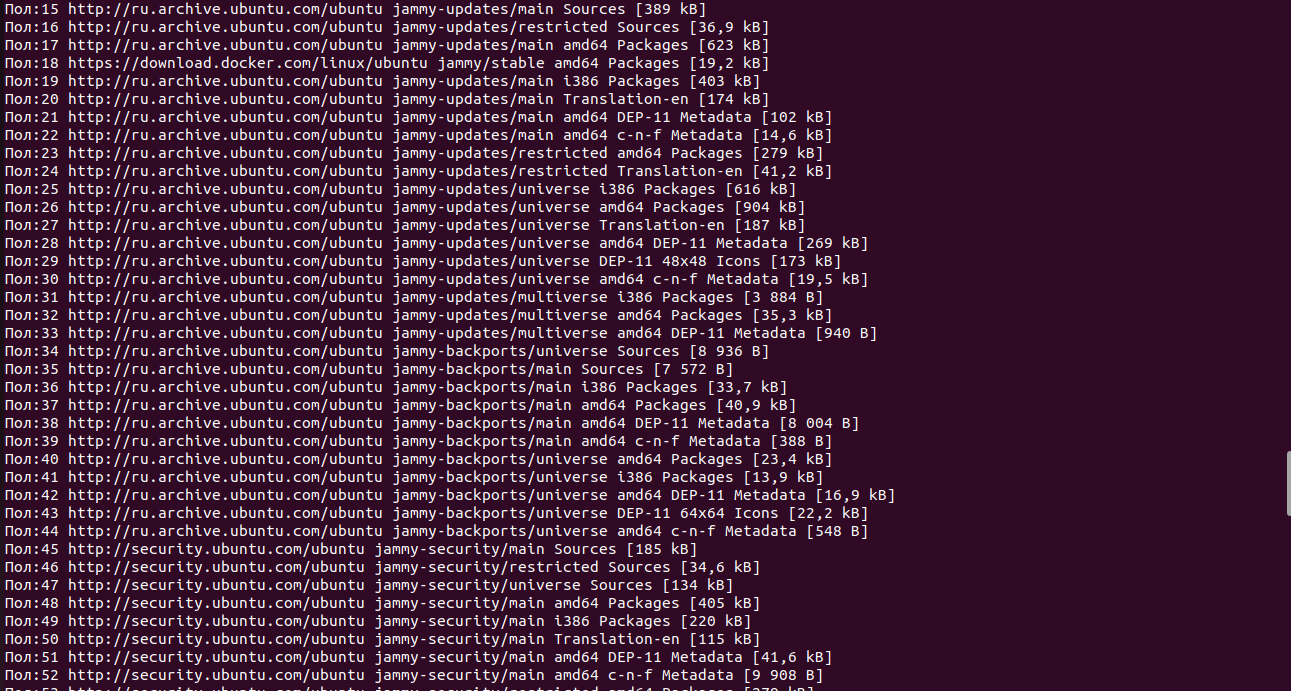 Пол:15 http://ru.archive.ubuntu.com/ubuntu jammy-updates/main Sources [389 kB]
Пол:16 http://ru.archive.ubuntu.com/ubuntu jammy-updates/restricted Sources [36,9 kB]
Пол:17 http://ru.archive.ubuntu.com/ubuntu jammy-updates/main amd64 Packages [623 kB]
Пол:18 https://download.docker.com/linux/ubuntu jammy/stable amd64 Packages [19,2 kB]
Пол:19 http://ru.archive.ubuntu.com/ubuntu jammy-updates/main i386 Packages [403 kB]
Пол:20 http://ru.archive.ubuntu.com/ubuntu jammy-updates/main Translation-en [174 kB]
Пол:21 http://ru.archive.ubuntu.com/ubuntu jammy-updates/main amd64 DEP-11 Metadata [102 kB]
Пол:22 http://ru.archive.ubuntu.com/ubuntu jammy-updates/main amd64 c-n-f Metadata [14,6 kB]
Пол:23 http://ru.archive.ubuntu.com/ubuntu jammy-updates/restricted amd64 Packages [279 kB]
Пол:24 http://ru.archive.ubuntu.com/ubuntu jammy-updates/restricted Translation-en [41,2 kB]
Пол:25 http://ru.archive.ubuntu.com/ubuntu jammy-updates/universe i386 Packages [616 kB]
Пол:26 http://ru.archive.ubuntu.com/ubuntu jammy-updates/universe amd64 Packages [904 kB]
Пол:27 http://ru.archive.ubuntu.com/ubuntu jammy-updates/universe Translation-en [187 kB]
Пол:28 http://ru.archive.ubuntu.com/ubuntu jammy-updates/universe amd64 DEP-11 Metadata [269 kB]
Пол:29 http://ru.archive.ubuntu.com/ubuntu jammy-updates/universe DEP-11 48x48 Icons [173 kB]
Пол:30 http://ru.archive.ubuntu.com/ubuntu jammy-updates/universe amd64 c-n-f Metadata [19,5 kB]
Пол:31 http://ru.archive.ubuntu.com/ubuntu jammy-updates/multiverse i386 Packages [3 884 B]
Пол:32 http://ru.archive.ubuntu.com/ubuntu jammy-updates/multiverse amd64 Packages [35,3 kB]
Пол:33 http://ru.archive.ubuntu.com/ubuntu jammy-updates/multiverse amd64 DEP-11 Metadata [940 B]
Пол:34 http://ru.archive.ubuntu.com/ubuntu jammy-backports/universe Sources [8 936 B]
Пол:35 http://ru.archive.ubuntu.com/ubuntu jammy-backports/main Sources [7 572 B]
Пол:36 http://ru.archive.ubuntu.com/ubuntu jammy-backports/main i386 Packages [33,7 kB]
Пол:37 http://ru.archive.ubuntu.com/ubuntu jammy-backports/main amd64 Packages [40,9 kB]
Пол:38 http://ru.archive.ubuntu.com/ubuntu jammy-backports/main amd64 DEP-11 Metadata [8 004 B]
Пол:39 http://ru.archive.ubuntu.com/ubuntu jammy-backports/main amd64 c-n-f Metadata [388 B]
Пол:40 http://ru.archive.ubuntu.com/ubuntu jammy-backports/universe amd64 Packages [23,4 kB]
Пол:41 http://ru.archive.ubuntu.com/ubuntu jammy-backports/universe i386 Packages [13,9 kB]
Пол:42 http://ru.archive.ubuntu.com/ubuntu jammy-backports/universe amd64 DEP-11 Metadata [16,9 kB]
Пол:43 http://ru.archive.ubuntu.com/ubuntu jammy-backports/universe DEP-11 64x64 Icons [22,2 kB]
Пол:44 http://ru.archive.ubuntu.com/ubuntu jammy-backports/universe amd64 c-n-f Metadata [548 B]
Пол:45 http://security.ubuntu.com/ubuntu jammy-security/main Sources [185 kB]
Пол:46 http://security.ubuntu.com/ubuntu jammy-security/restricted Sources [34,6 kB]
Пол:47 http://security.ubuntu.com/ubuntu jammy-security/universe Sources [134 kB]
Пол:48 http://security.ubuntu.com/ubuntu jammy-security/main amd64 Packages [405 kB]
Пол:49 http://security.ubuntu.com/ubuntu jammy-security/main i386 Packages [220 kB]
Пол:50 http://security.ubuntu.com/ubuntu jammy-security/main Translation-en [115 kB]
Пол:51 http://security.ubuntu.com/ubuntu jammy-security/main amd64 DEP-11 Metadata [41,6 kB]
Пол:52 http://security.ubuntu.com/ubuntu jammy-security/main amd64 c-n-f Metadata [9 908 B]